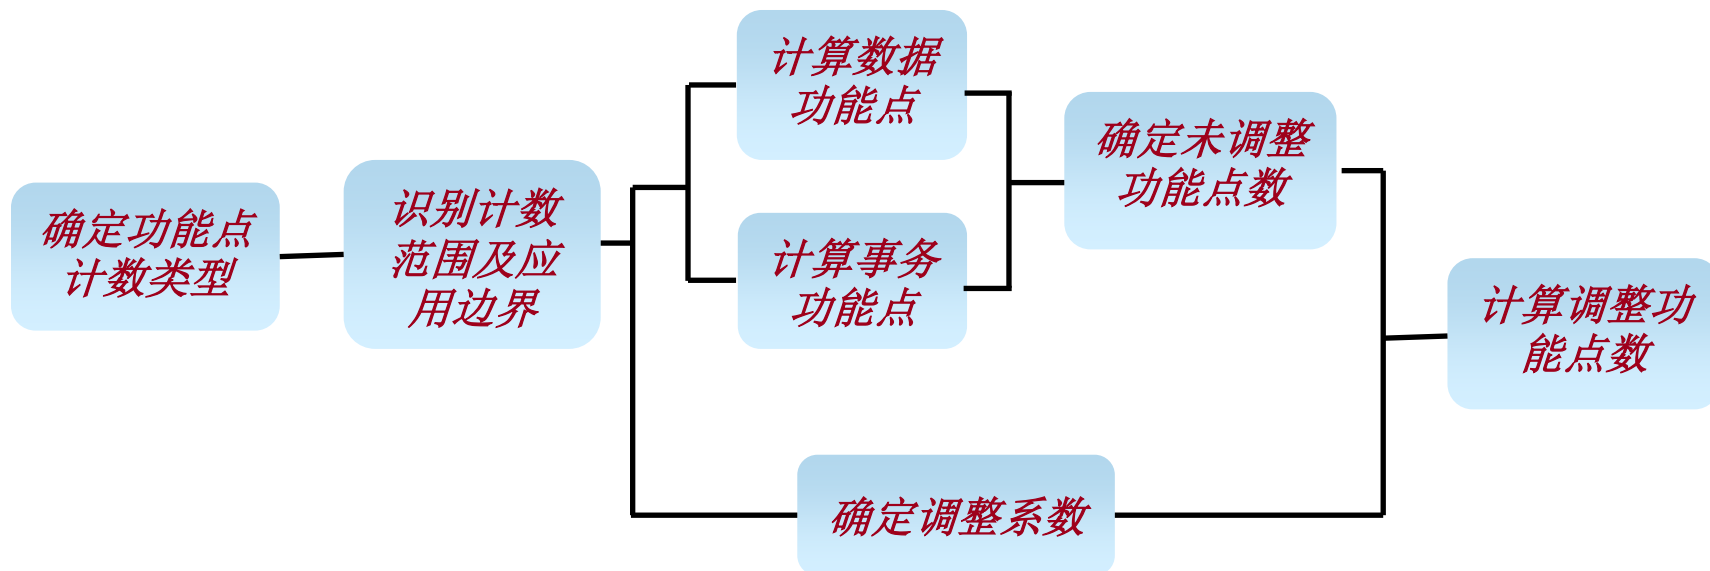 确定功能点
计数类型
识别计数
范围及应
用边界
计算数据
功能点
计算事务
功能点
确定未调整
功能点数
确定调整系数
计算调整功
能点数